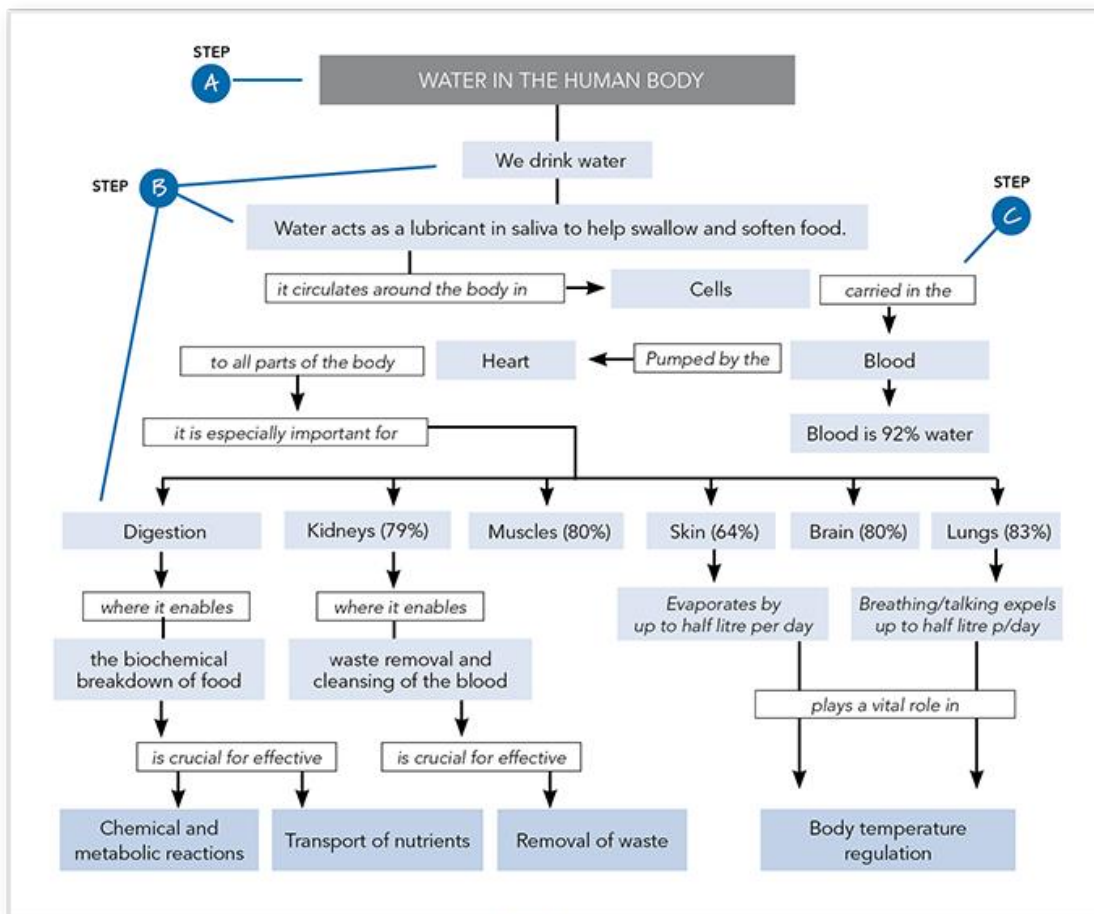 STEP
A
WATER IN THE HUMAN BODY
We drink water
STEP
B
STEP
C
Water acts as a lubricant in saliva to help swallow and soften food.
it circulates around the body in
Cells
carried in the
to all parts of the body
Heart
Pumped by the
Blood
it is especially important for
Blood is 92% water
Digestion
Kidneys (79%)
Muscles (80%)
Skin (64%)
Brain (80%)
Lungs (83%)
where it enables
where it enables
Evaporates by
up to half litre per day
Breathing/talking expels
up to half litre p/day
the biochemical
breakdown of food
waste removal and
cleansing of the blood
plays a vital role in
is crucial for effective
is crucial for effective
Chemical and
metabolic reactions
Transport of nutrients
Removal of waste
Body temperature
regulation